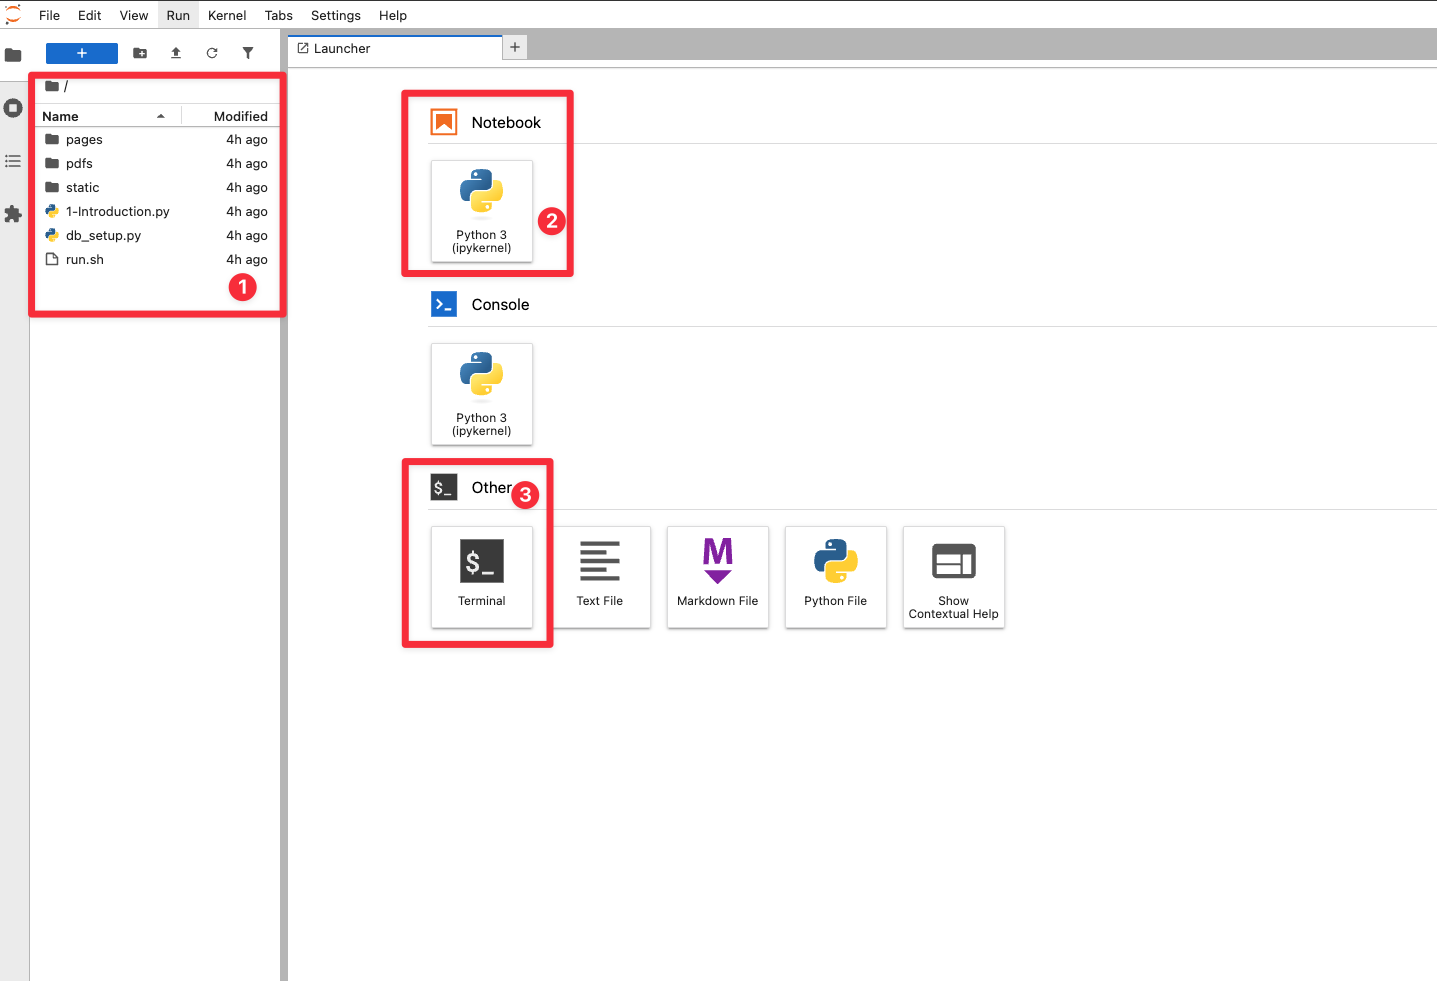 File Edit View Run Kernel Tabs Settings Help
+
Launcher
+
/
Name Modified
pages 4h ago
pdfs 4h ago
static 4h ago
1-Introduction.py 4h ago
db_setup.py 4h ago
run.sh 4h ago
1
Notebook
Python 3
(ipykernel)
2
>_ Console
Python 3
(ipykernel)
$_ Other
3
$_
Terminal
Text File
M
Markdown File
Python File
Show
Contextual Help